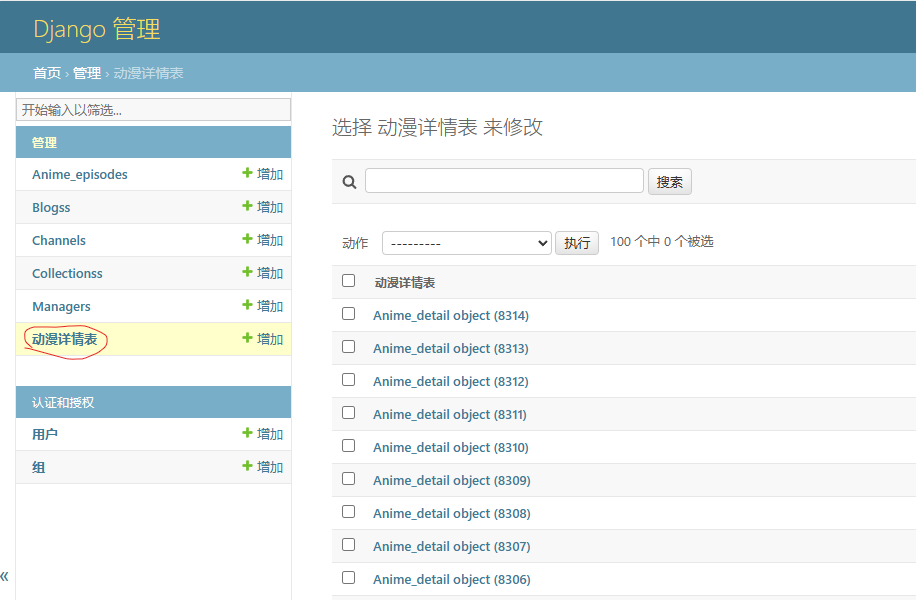 Django 管理
首页 › 管理 › 动漫详情表
开始输入以筛选...
管理
Anime_episodes 增加
Blogss 增加
Channels 增加
Collectionss 增加
Managers 增加
动漫详情表 增加
认证和授权
用户 增加
组 增加
«
选择 动漫详情表 来修改
搜索
动作 --------- 执行 100 个中 0 个被选
动漫详情表
Anime_detail object (8314)
Anime_detail object (8313)
Anime_detail object (8312)
Anime_detail object (8311)
Anime_detail object (8310)
Anime_detail object (8309)
Anime_detail object (8308)
Anime_detail object (8307)
Anime_detail object (8306)